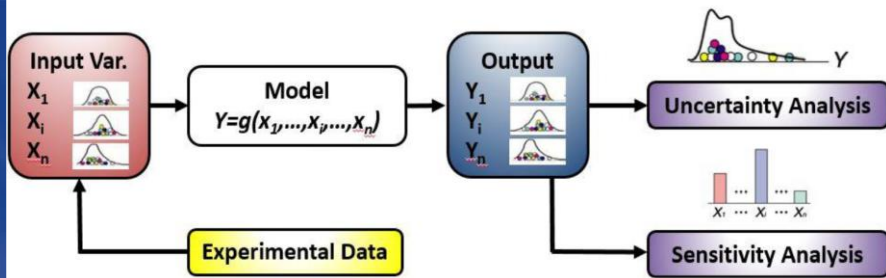 Input Var.
X1
Xi
Xn
Model
Y=g(x1,...,xi,...,xn)
Output
Y1
Yi
Yn
Y
Uncertainty Analysis
... ...
X1 ... Xi ... Xn
Experimental Data
Sensitivity Analysis